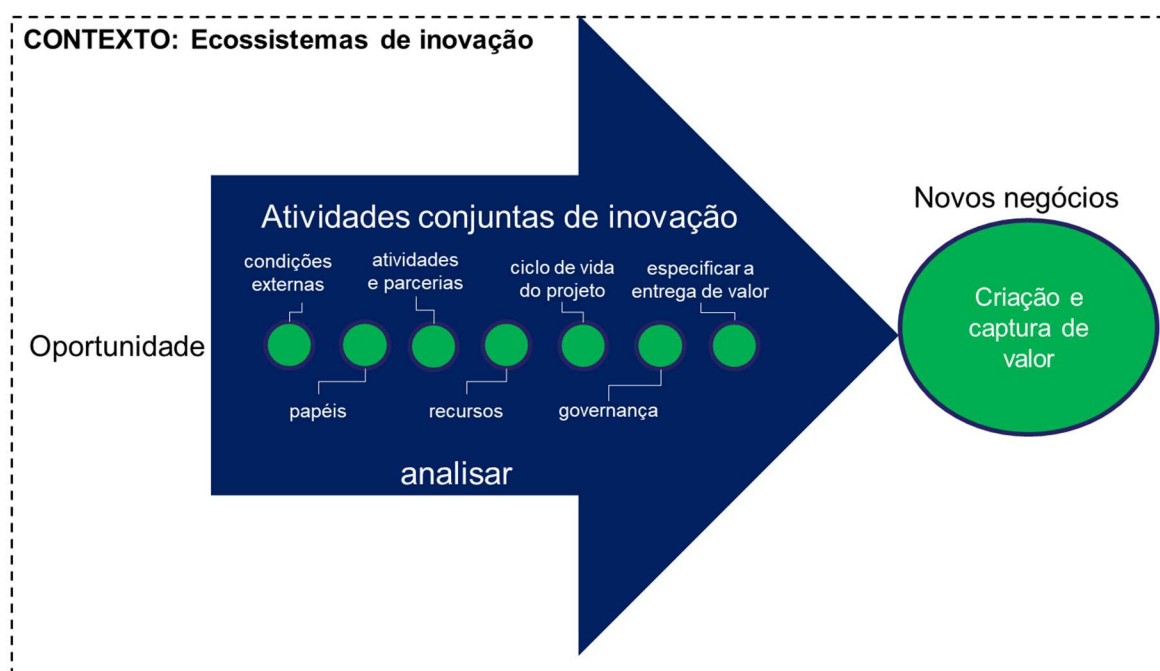 CONTEXTO: Ecossistemas de inovação
Novos negócios
Atividades conjuntas de inovação
condições
externas
atividades
e parcerias
ciclo de vida
do projeto
especificar a
entrega de valor
Oportunidade
papéis
recursos
governança
analisar
Criação e
captura de
valor